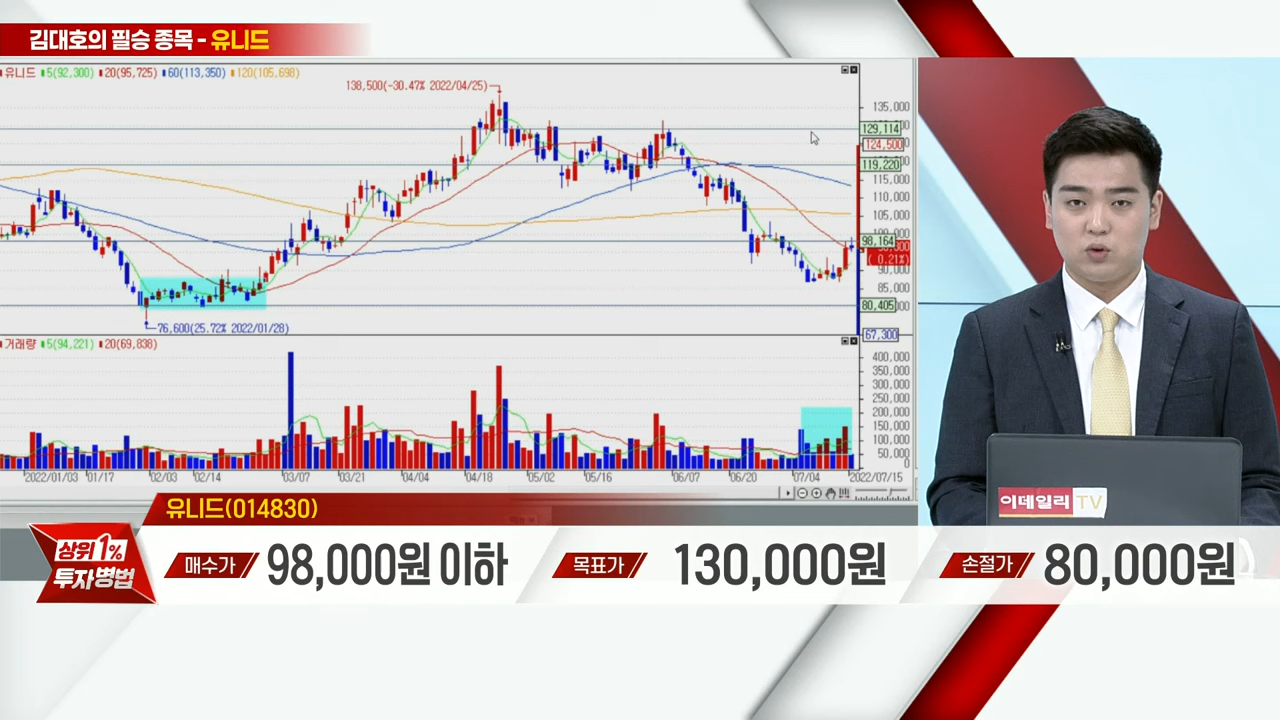 김대호의 필승 종목 - 유니드
유니드 5(92,300) 20(95,725) 60(113,350) 120(105,698)
138,500(-30.47% 2022/04/25)
135,000
129,114
124,500
119,220
115,000
105,000
100,000
98,164
( 0.21%)
90,000
85,000
80,405
76,600(25.72% 2022/01/28)
67,300
거래량 5(94,221) 20(69,838)
400,000
350,000
300,000
250,000
200,000
150,000
100,000
50,000
0
2022/01/03 01/17 02/03 02/14 03/07 03/21 04/04 04/18 05/02 05/16 06/07 06/20 07/04 2022/07/15
이데일리 TV
유니드(014830)
상위 1%
투자병법
매수가 98,000원 이하 목표가 130,000원 손절가 80,000원